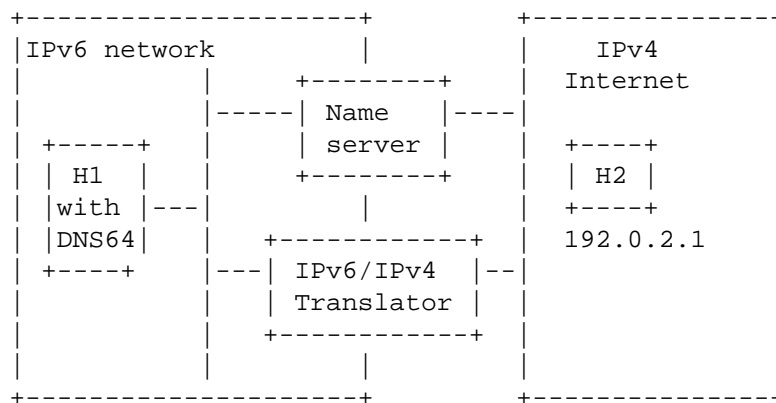 IPv6 network
IPv4
Internet
Name
server
H1
with
DNS64
H2
192.0.2.1
IPv6/IPv4
Translator